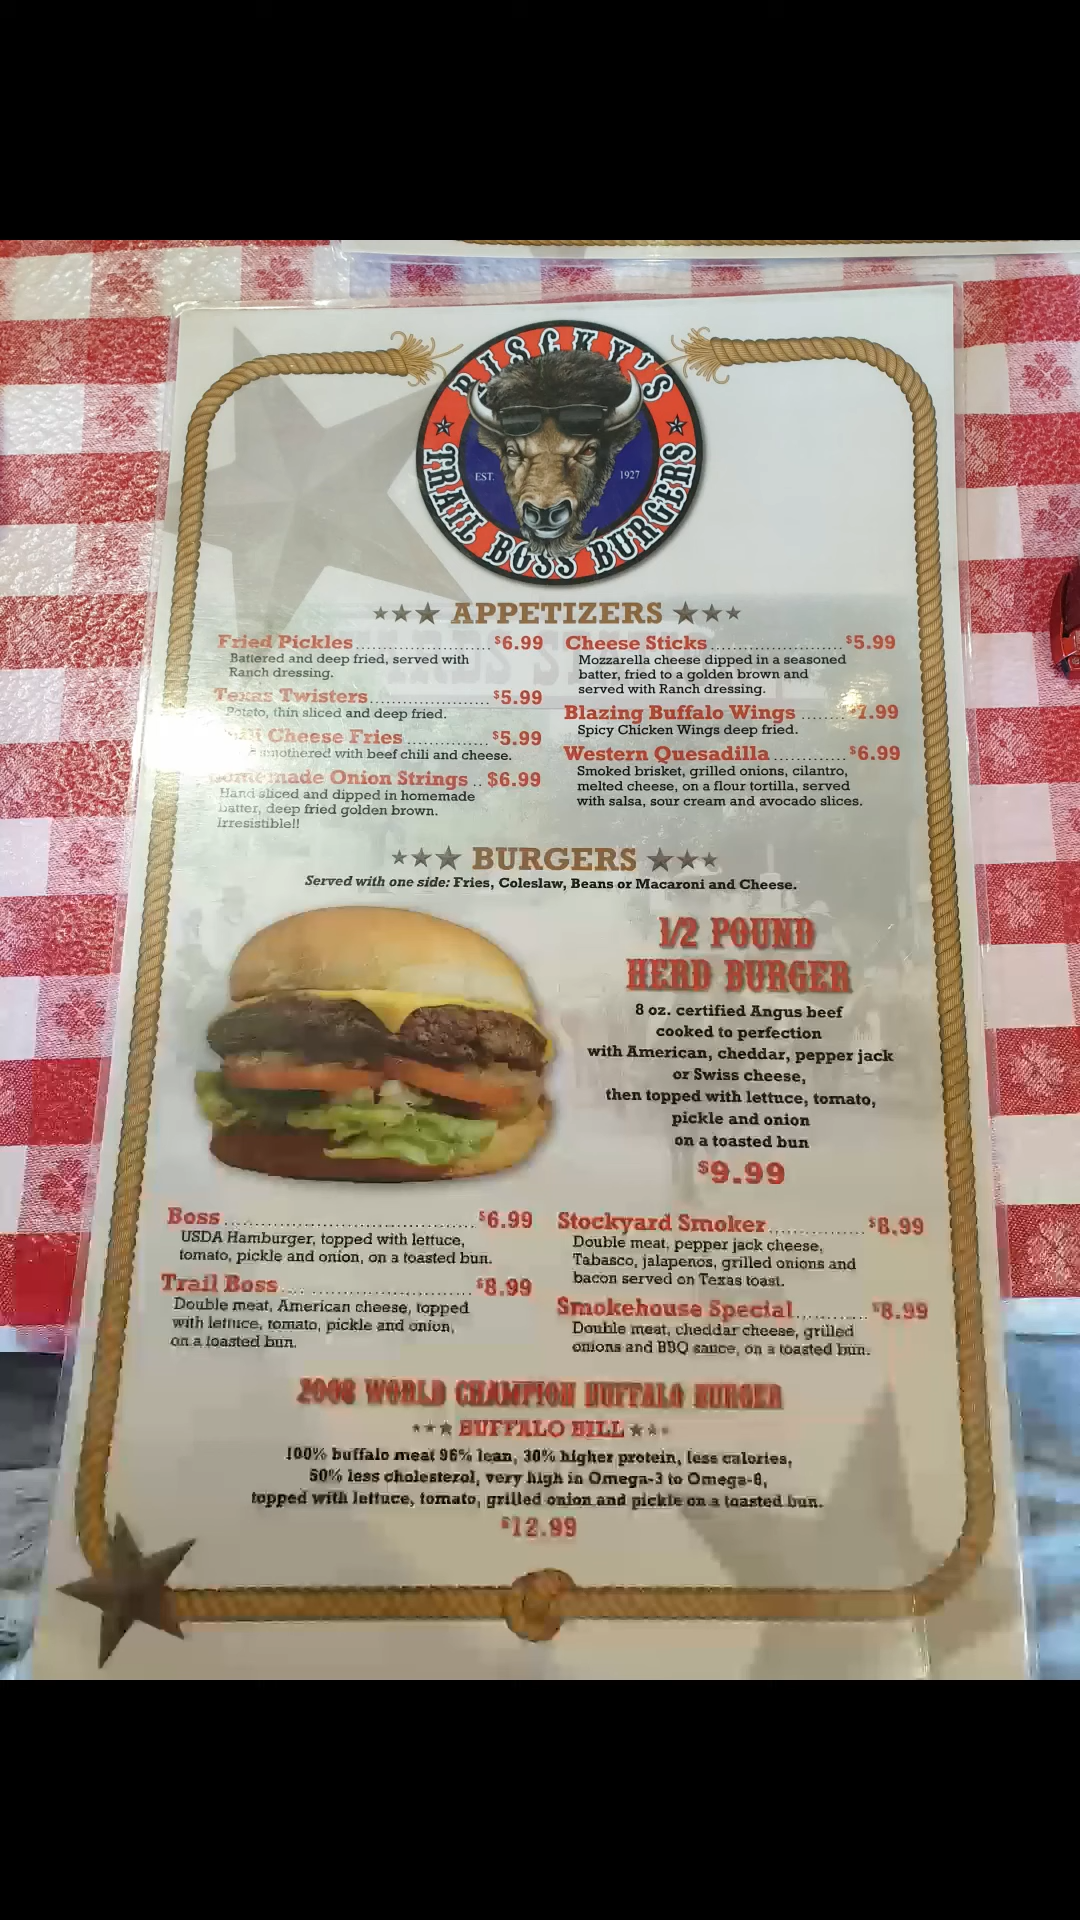 RISCKY'S
EST. 1927
TRAIL BOSS BURGERS
APPETIZERS
Fried Pickles........................$6.99
Battered and deep fried, served with
Ranch dressing.
Texas Twisters......................$5.99
Potato, thin sliced and deep fried.
Cheese Fries...............$5.99
smothered with beef chili and cheese.
Homemade Onion Strings .. $6.99
Hand sliced and dipped in homemade
batter, deep fried golden brown.
Irresistible!!
Cheese Sticks........................$5.99
Mozzarella cheese dipped in a seasoned
batter, fried to a golden brown and
served with Ranch dressing.
Blazing Buffalo Wings ........$7.99
Spicy Chicken Wings deep fried.
Western Quesadilla.............$6.99
Smoked brisket, grilled onions, cilantro,
melted cheese, on a flour tortilla, served
with salsa, sour cream and avocado slices.
BURGERS
Served with one side: Fries, Coleslaw, Beans or Macaroni and Cheese.
1/2 POUND
HERD BURGER
8 oz. certified Angus beef
cooked to perfection
with American, cheddar, pepper jack
or Swiss cheese,
then topped with lettuce, tomato,
pickle and onion
on a toasted bun
$9.99
Boss.............................................$6.99
USDA Hamburger, topped with lettuce,
tomato, pickle and onion, on a toasted bun.
Trail Boss...................................$8.99
Double meat, American cheese, topped
with lettuce, tomato, pickle and onion,
on a toasted bun.
Stockyard Smoker.................$8.99
Double meat, pepper jack cheese,
Tabasco, jalapenos, grilled onions and
bacon served on Texas toast.
Smokehouse Special.............$8.99
Double meat, cheddar cheese, grilled
onions and BBQ sauce, on a toasted bun.
2008 WORLD CHAMPION BUFFALO BURGER
BUFFALO BILL
100% buffalo meat 96% lean, 30% higher protein, less calories,
50% less cholesterol, very high in Omega-3 to Omega-6,
topped with lettuce, tomato, grilled onion and pickle on a toasted bun.
$12.99